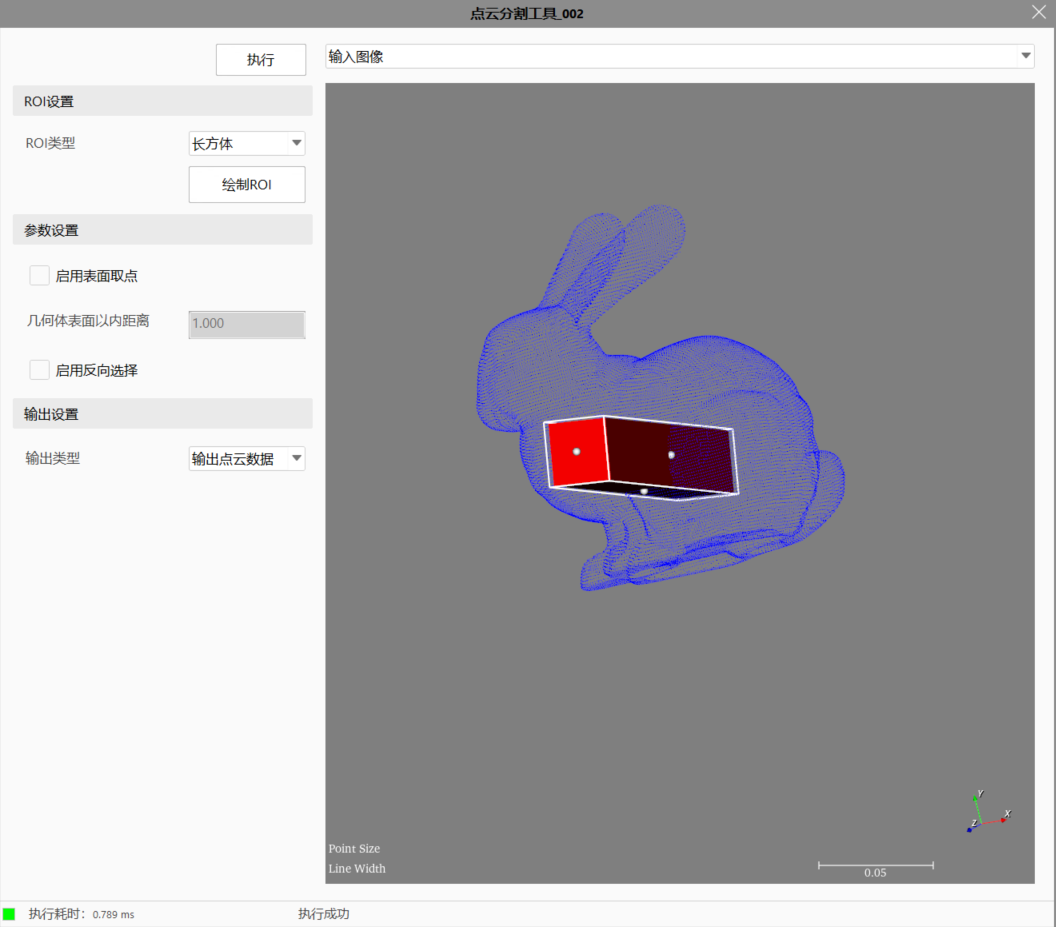 点云分割工具_002
执行
输入图像
ROI设置
ROI类型
长方体
绘制ROI
参数设置
启用表面取点
几何体表面以内距离
1.000
启用反向选择
输出设置
输出类型
输出点云数据
Y
X
Z
Point Size
Line Width
0.05
执行耗时: 0.789 ms
执行成功